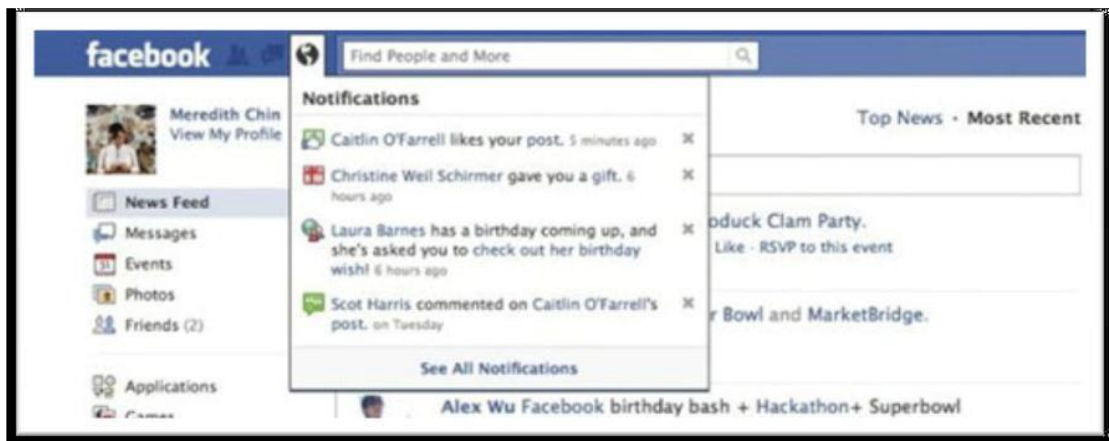 facebook
Find People and More
Meredith Chin
View My Profile
News Feed
Messages
31 Events
Photos
Friends (2)
Applications
Games
Notifications
Caitlin O'Farrell likes your post. 5 minutes ago
Christine Weil Schirmer gave you a gift. 6
hours ago
Laura Barnes has a birthday coming up, and
she's asked you to check out her birthday
wish! 6 hours ago
Scot Harris commented on Caitlin O'Farrell's
post. on Tuesday
See All Notifications
Top News · Most Recent
Clam Party.
Like · RSVP to this event
Bowl and MarketBridge.
Alex Wu Facebook birthday bash + Hackathon+ Superbowl